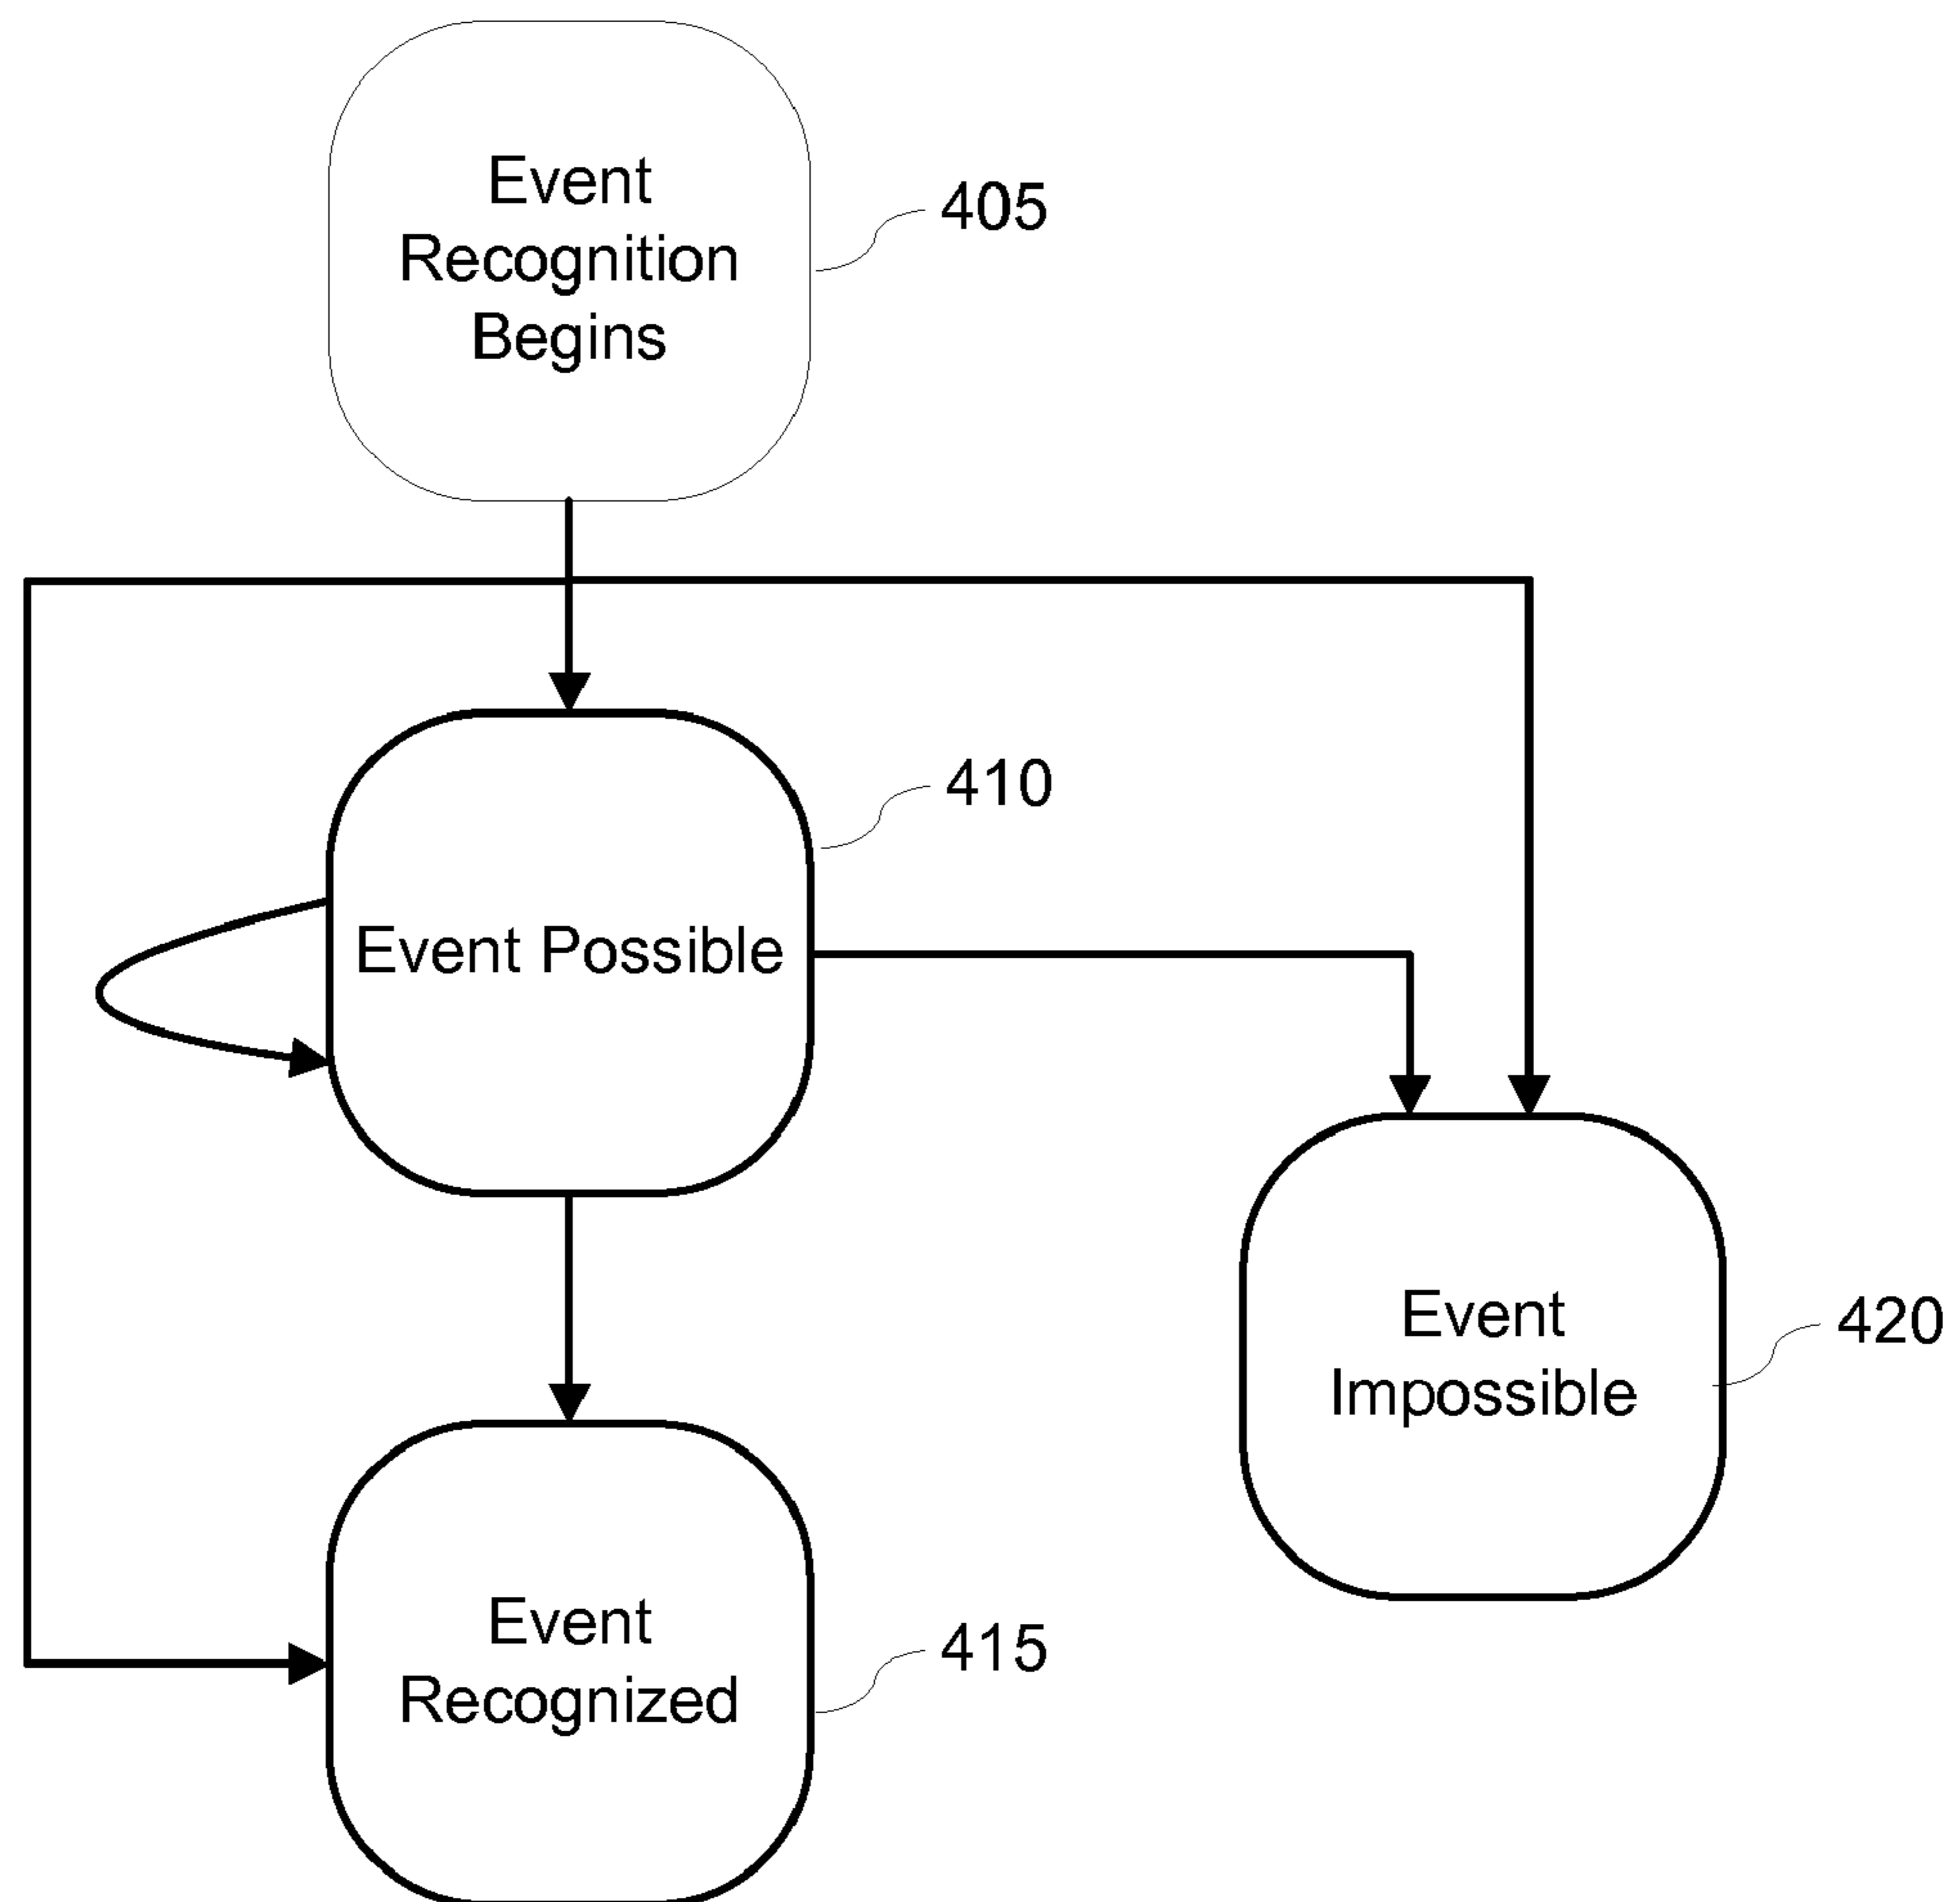 Event
Recognition
Begins
405
410
Event Possible
Event
Impossible
420
Event
Recognized
415